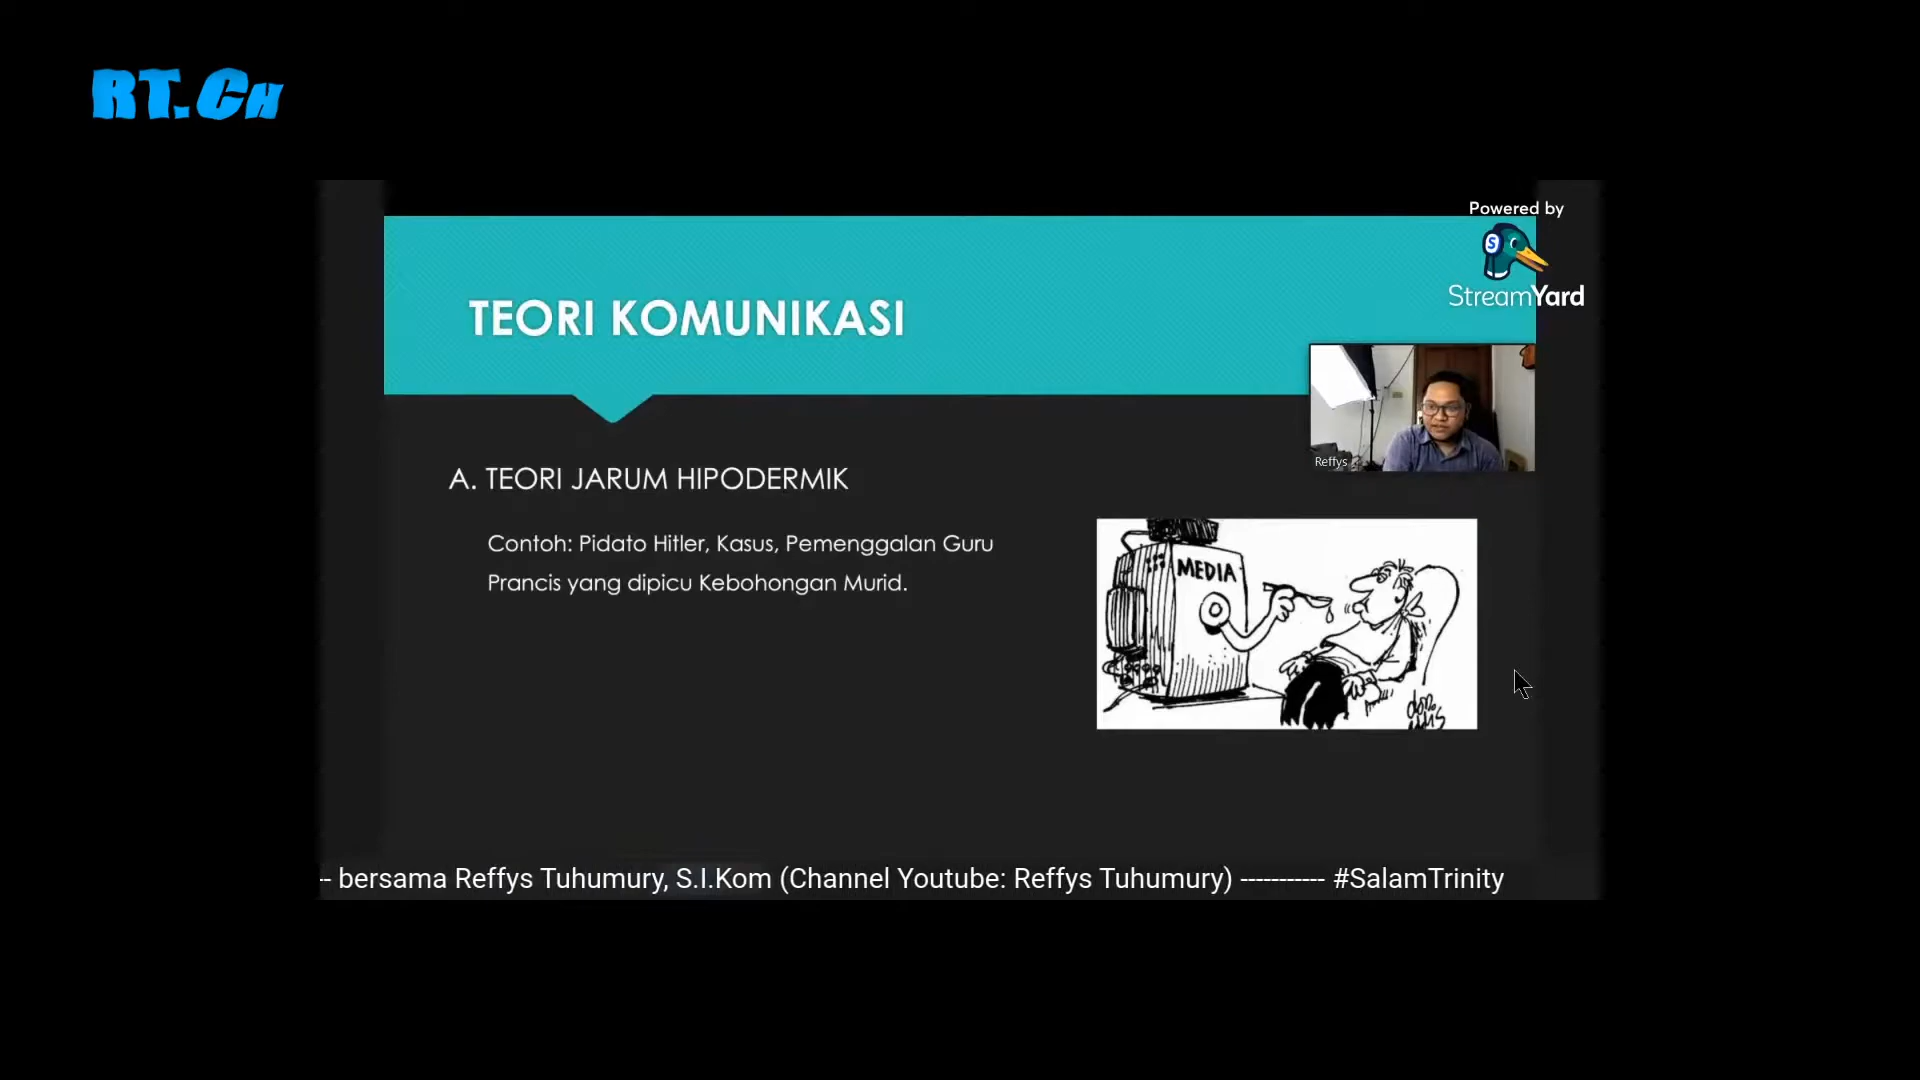 RT.CH
Powered by
S
StreamYard
TEORI KOMUNIKASI
Reffys
A. TEORI JARUM HIPODERMIK
Contoh: Pidato Hitler, Kasus, Pemenggalan Guru
Prancis yang dipicu Kebohongan Murid.
MEDIA
-- bersama Reffys Tuhumury, S.I.Kom (Channel Youtube: Reffys Tuhumury) ----------- #SalamTrinity